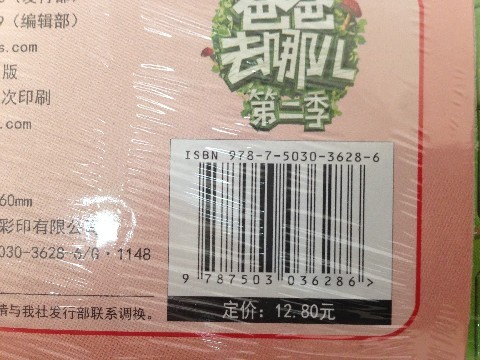 9（编辑部）
s.com
版
次印刷
.com
60mm
彩印有限公
030-3628-6/G·1148
情与我社发行部联系调换。
爸爸
去哪儿
第二季
ISBN 978-7-5030-3628-6
9 787503 036286 >
定价：12.80元